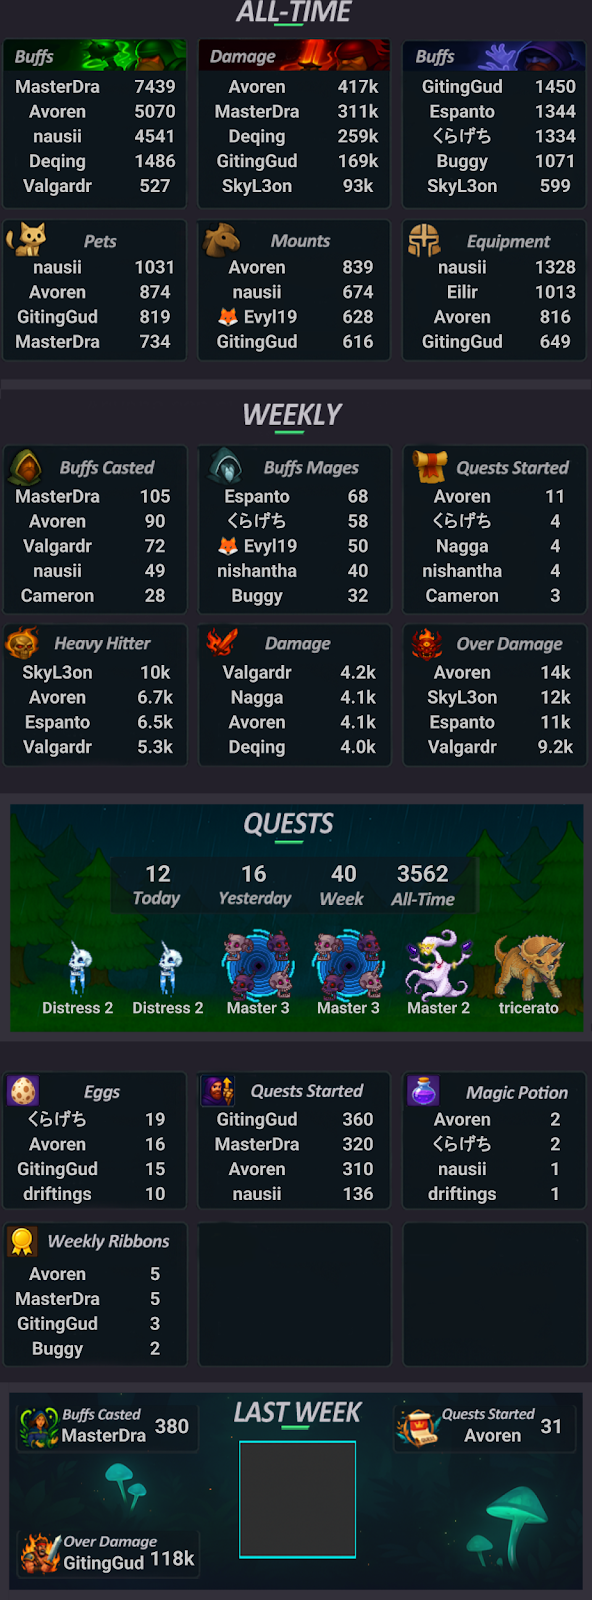 ALL-TIME
Buffs
MasterDra 7439
Avoren 5070
nausii 4541
Deqing 1486
Valgardr 527
Damage
Avoren 417k
MasterDra 311k
Deqing 259k
GitingGud 169k
SkyL3on 93k
Buffs
GitingGud 1450
Espanto 1344
くらげち 1334
Buggy 1071
SkyL3on 599
Pets
nausii 1031
Avoren 874
GitingGud 819
MasterDra 734
Mounts
Avoren 839
nausii 674
🦊 Evyl19 628
GitingGud 616
Equipment
nausii 1328
Eilir 1013
Avoren 816
GitingGud 649
WEEKLY
Buffs Casted
MasterDra 105
Avoren 90
Valgardr 72
nausii 49
Cameron 28
Buffs Mages
Espanto 68
くらげち 58
🦊 Evyl19 50
nishantha 40
Buggy 32
Quests Started
Avoren 11
くらげち 4
Nagga 4
nishantha 4
Cameron 3
Heavy Hitter
SkyL3on 10k
Avoren 6.7k
Espanto 6.5k
Valgardr 5.3k
Damage
Valgardr 4.2k
Nagga 4.1k
Avoren 4.1k
Deqing 4.0k
Over Damage
Avoren 14k
SkyL3on 12k
Espanto 11k
Valgardr 9.2k
QUESTS
12 16 40 3562
Today Yesterday Week All-Time
Distress 2 Distress 2 Master 3 Master 3 Master 2 tricerato
Eggs
くらげち 19
Avoren 16
GitingGud 15
driftings 10
Quests Started
GitingGud 360
MasterDra 320
Avoren 310
nausii 136
Magic Potion
Avoren 2
くらげち 2
nausii 1
driftings 1
Weekly Ribbons
Avoren 5
MasterDra 5
GitingGud 3
Buggy 2
LAST WEEK
Buffs Casted
MasterDra 380
Quests Started
Avoren 31
Over Damage
GitingGud 118k